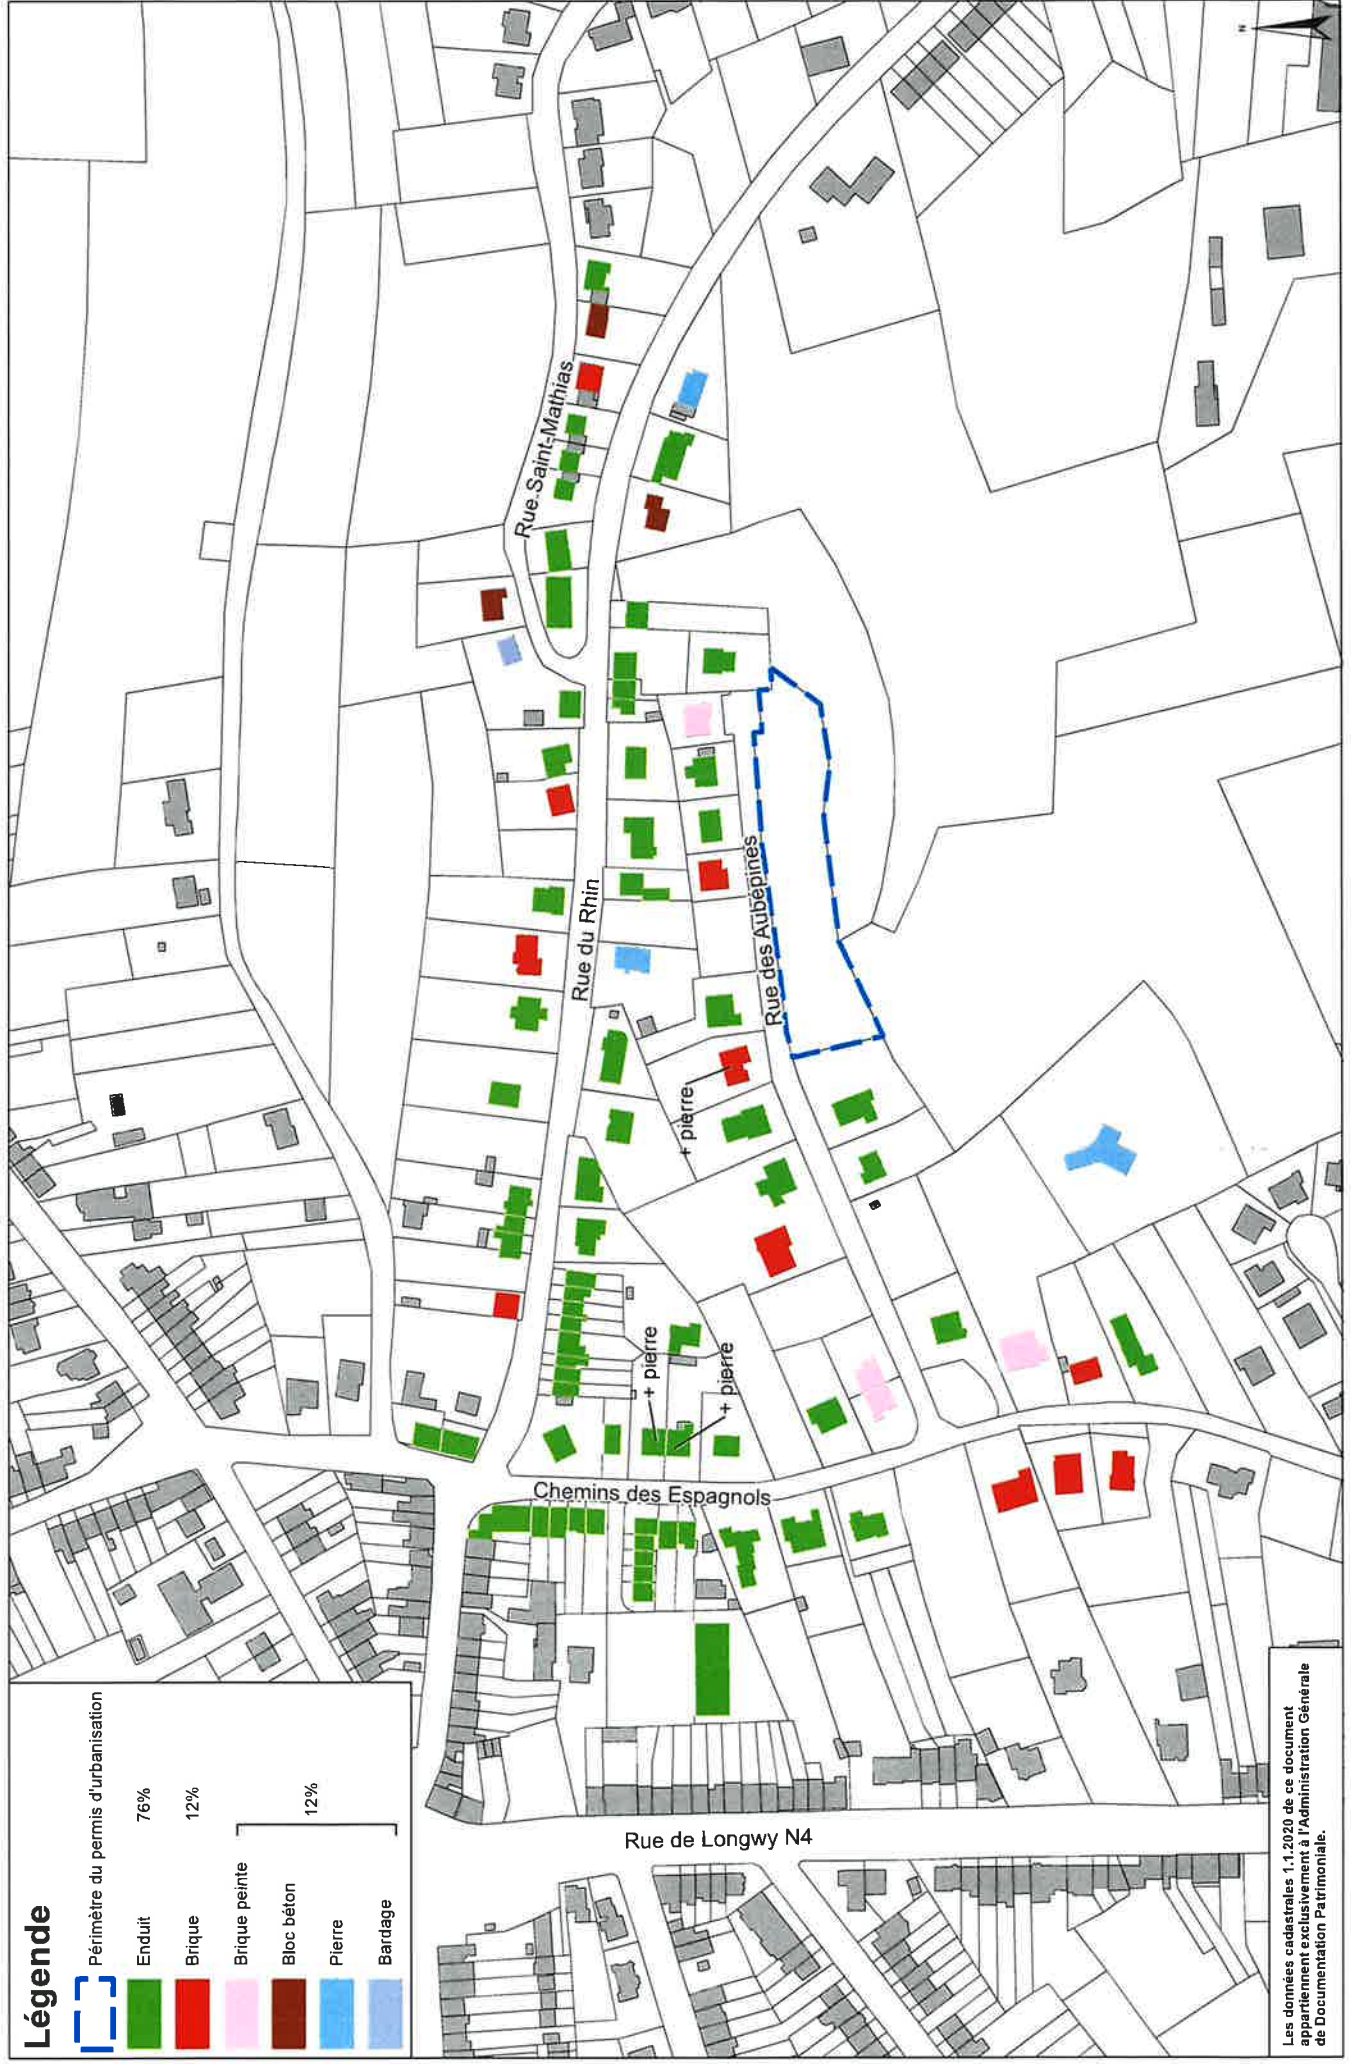 Légende
Périmètre du permis d'urbanisation
Enduit 76%
Brique 12%
Brique peinte
Bloc béton
12%
Pierre
Bardage
Rue-Saint-Mathias
Rue du Rhin
Rue des Aubépines
+ pierre
+ pierre
+ pierre
Chemins des Espagnols
Rue de Longwy N4
N
Les données cadastrales 1.1.2020 de ce document
appartiennent exclusivement à l'Administration Générale
de Documentation Patrimoniale.